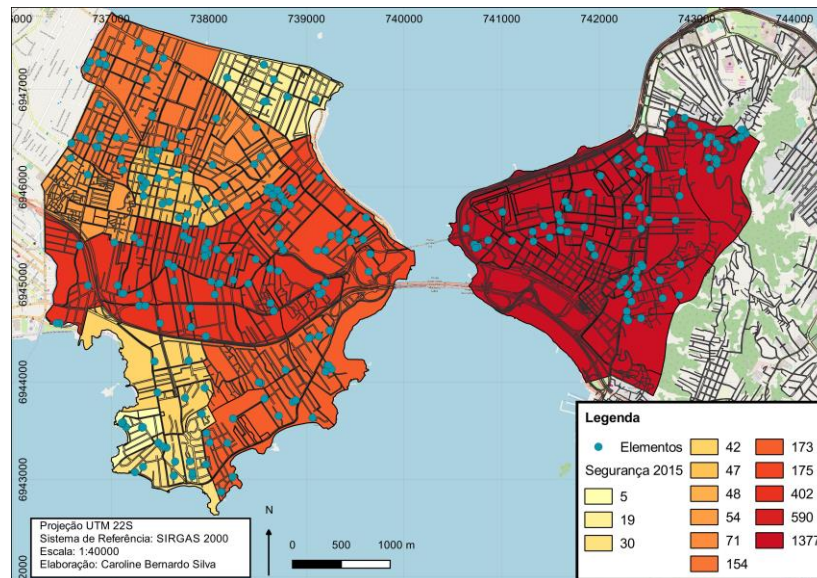 736000 737000 738000 739000 740000 741000 742000 743000 744000
6947000
6946000
6945000
6944000
6943000
Legenda
Elementos
Segurança 2015
5
19
30
42
47
48
54
71
154
173
175
402
590
1377
Projeção UTM 22S
Sistema de Referência: SIRGAS 2000
Escala: 1:40000
Elaboração: Caroline Bernardo Silva
N
0 500 1000 m